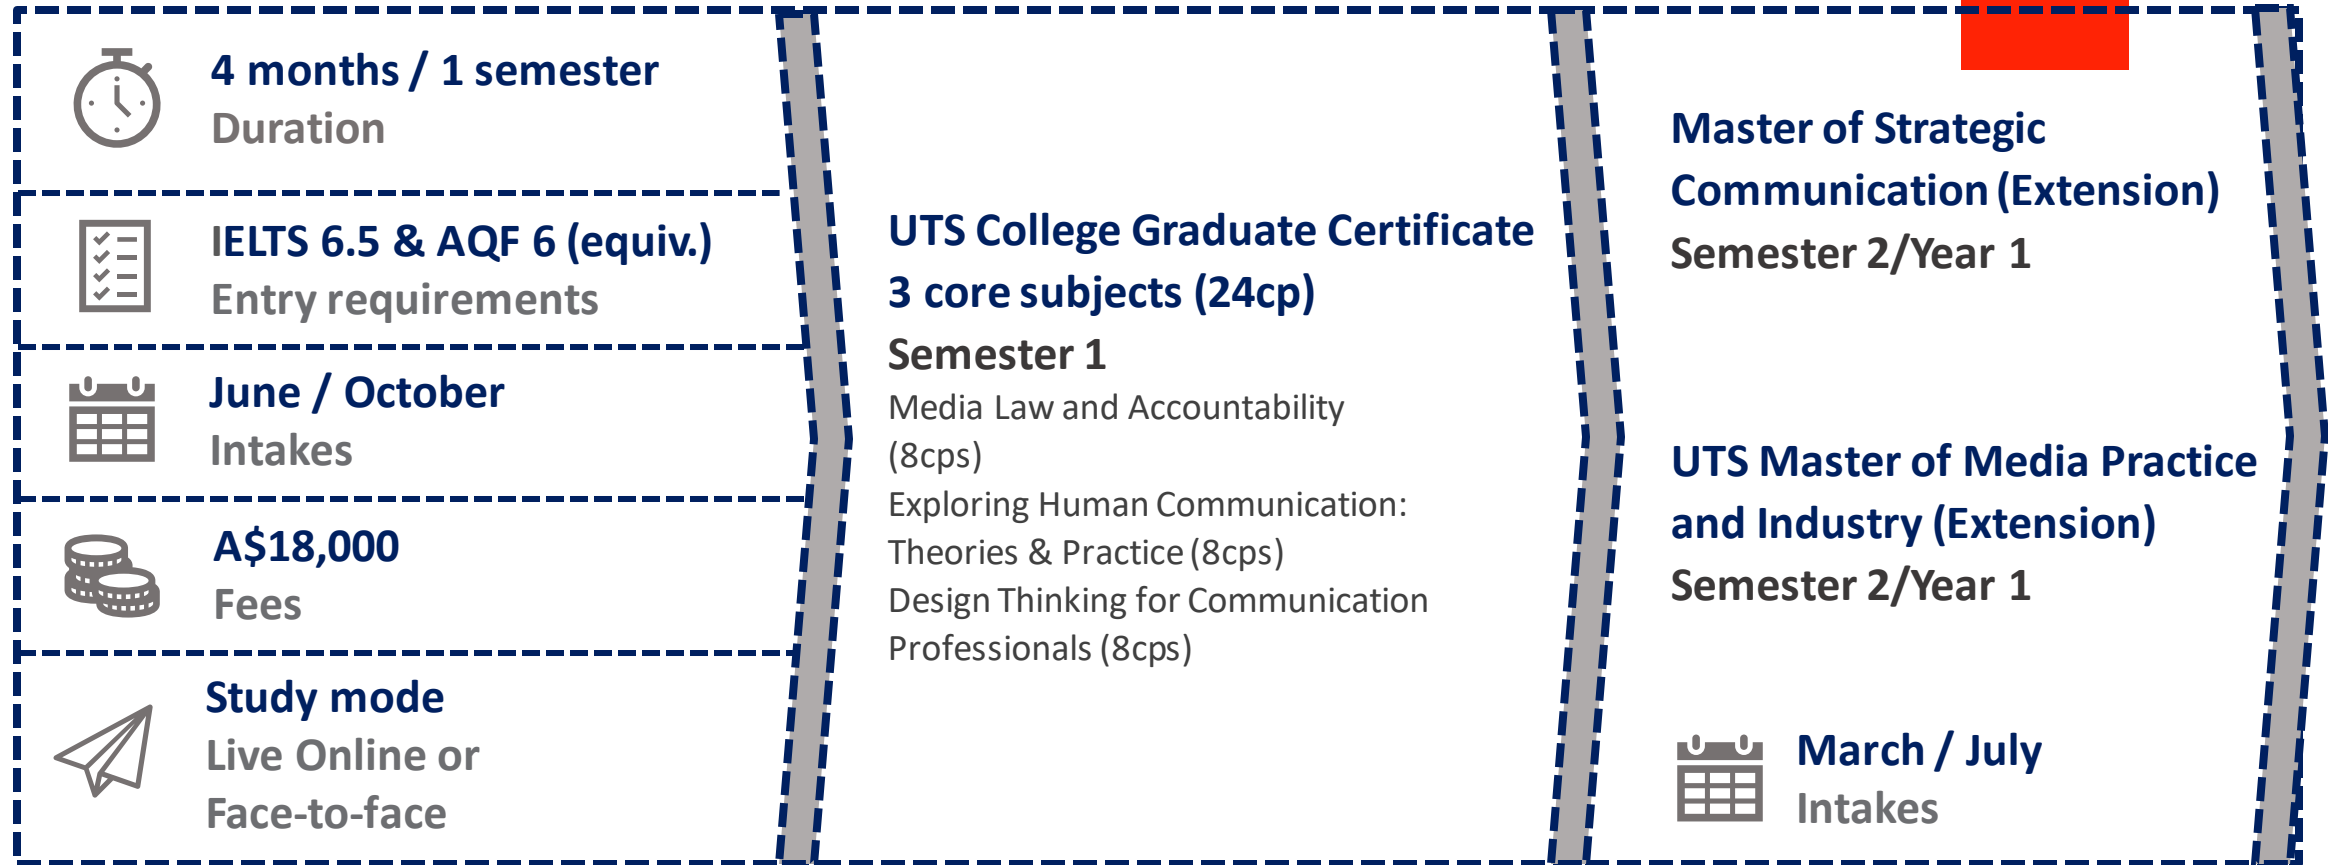 4 months / 1 semester
Duration
IELTS 6.5 & AQF 6 (equiv.)
Entry requirements
June / October
Intakes
A$18,000
Fees
Study mode
Live Online or
Face-to-face
UTS College Graduate Certificate
3 core subjects (24cp)
Semester 1
Media Law and Accountability
(8cps)
Exploring Human Communication:
Theories & Practice (8cps)
Design Thinking for Communication
Professionals (8cps)
Master of Strategic
Communication (Extension)
Semester 2/Year 1
UTS Master of Media Practice
and Industry (Extension)
Semester 2/Year 1
March / July
Intakes